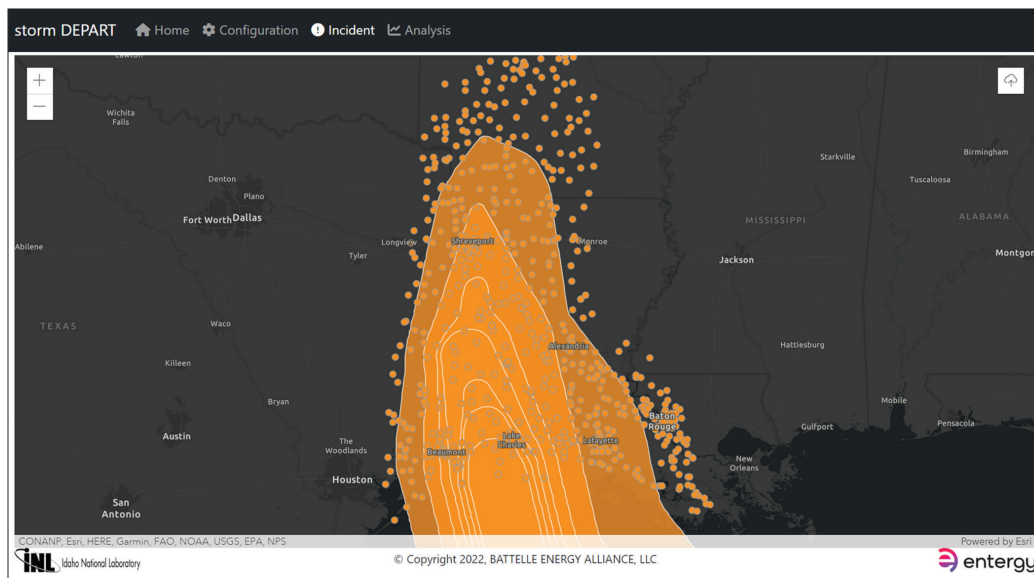 storm DEPART Home Configuration Incident Analysis
Lawton
Wichita
Falls
Starkville
Birmingham
Denton
Plano
Tuscaloosa
Fort Worth Dallas
MISSISSIPPI
ALABAMA
Abilene
Longview
Shreveport
Monroe
Tyler
Jackson
Montgom
TEXAS
Waco
Alexandria
Hattiesburg
Killeen
Bryan
Mobile
Baton
Rouge
Pensacola
Gulfport
Austin
The
Woodlands
Beaumont
Lake
Charles
Lafayette
New
Orleans
Houston
San
Antonio
CONANP, Esri, HERE, Garmin, FAO, NOAA, USGS, EPA, NPS
Powered by Esri
INL Idaho National Laboratory
© Copyright 2022, BATTELLE ENERGY ALLIANCE, LLC
entergy